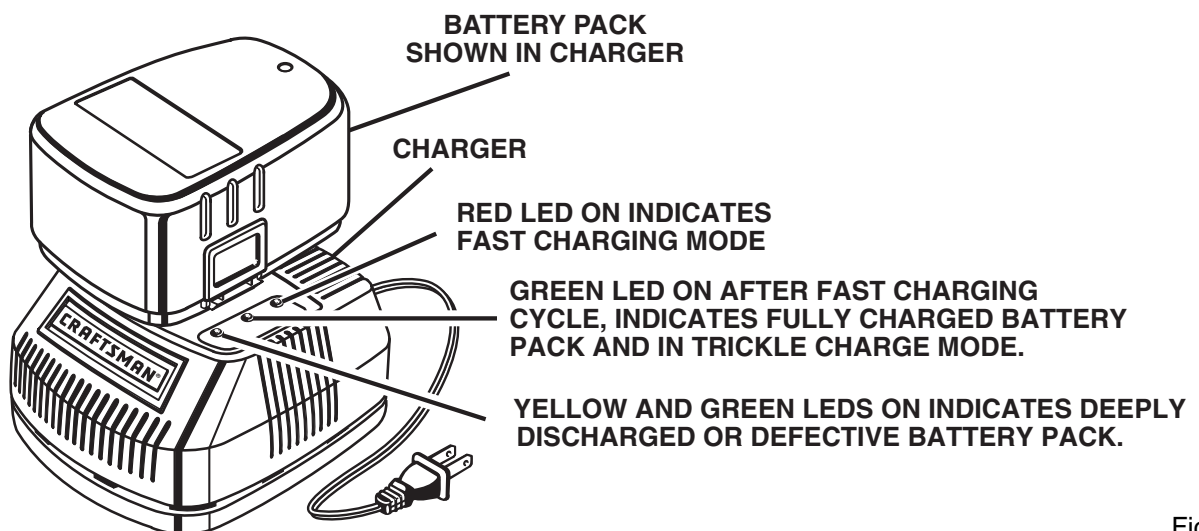 BATTERY PACK
SHOWN IN CHARGER
CHARGER
RED LED ON INDICATES
FAST CHARGING MODE
GREEN LED ON AFTER FAST CHARGING
CYCLE, INDICATES FULLY CHARGED BATTERY
PACK AND IN TRICKLE CHARGE MODE.
YELLOW AND GREEN LEDS ON INDICATES DEEPLY
DISCHARGED OR DEFECTIVE BATTERY PACK.
CRAFTSMAN®